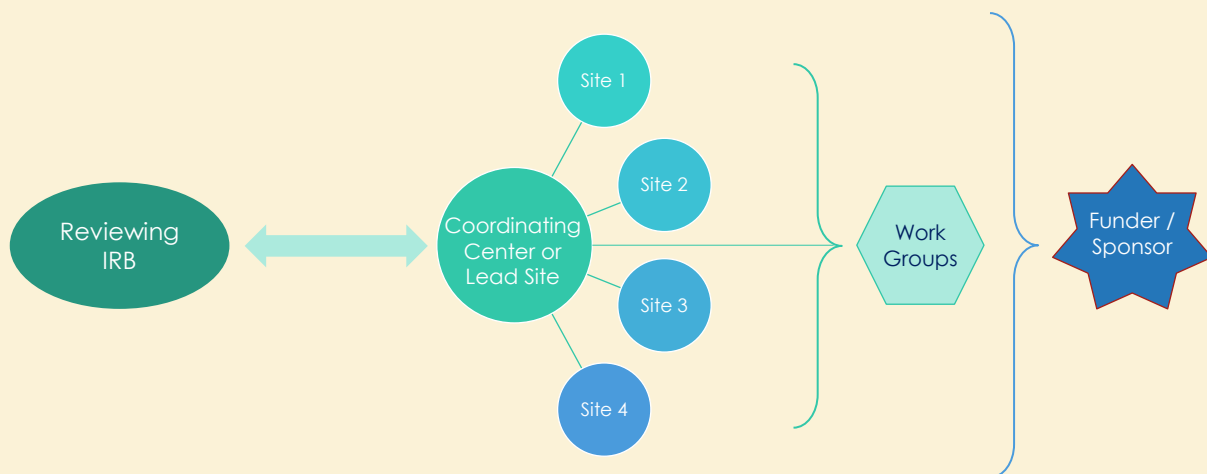 Reviewing
IRB
Coordinating
Center or
Lead Site
Site 1
Site 2
Site 3
Site 4
Work
Groups
Funder /
Sponsor